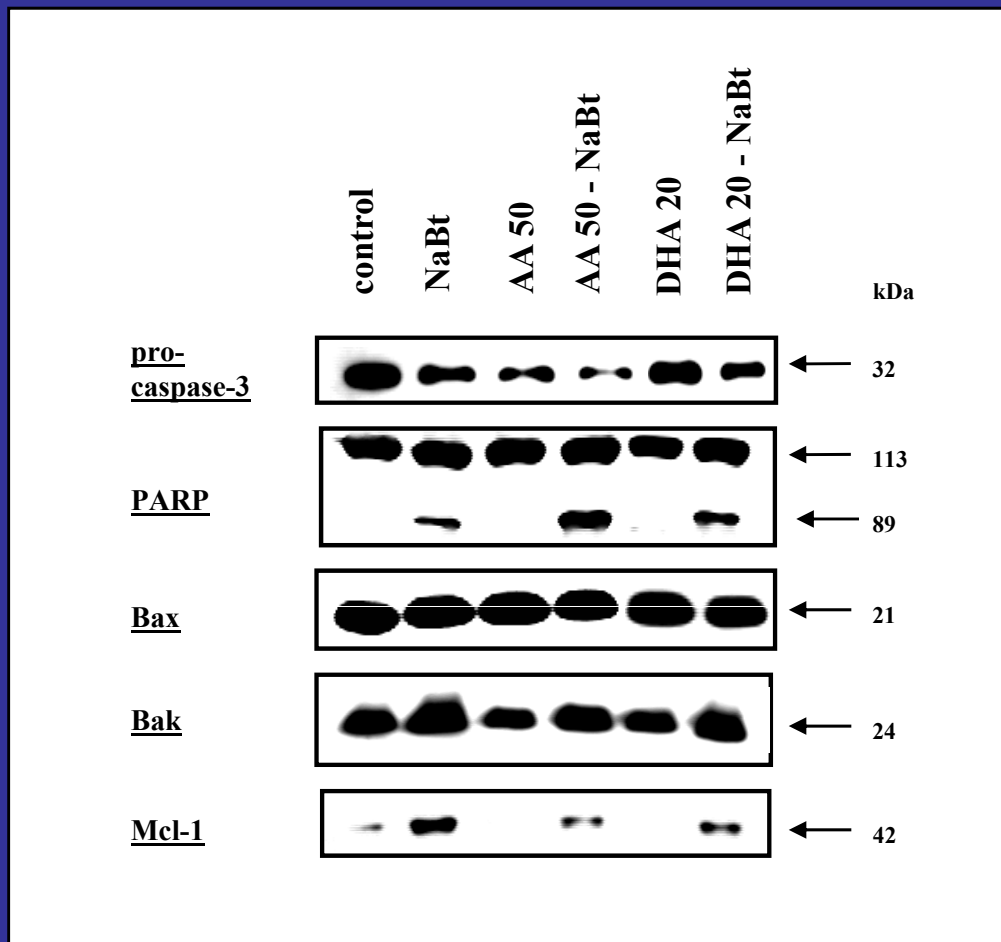 control
NaBt
AA 50
AA 50 - NaBt
DHA 20
DHA 20 - NaBt
kDa
pro-
caspase-3
32
113
PARP
89
Bax
21
Bak
24
Mcl-1
42